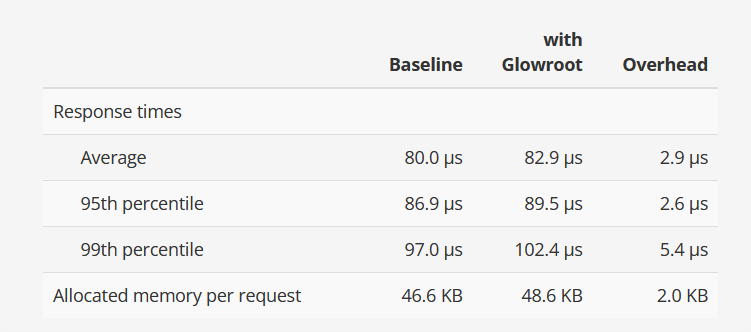 Baseline with Glowroot Overhead
Response times
Average 80.0 µs 82.9 µs 2.9 µs
95th percentile 86.9 µs 89.5 µs 2.6 µs
99th percentile 97.0 µs 102.4 µs 5.4 µs
Allocated memory per request 46.6 KB 48.6 KB 2.0 KB